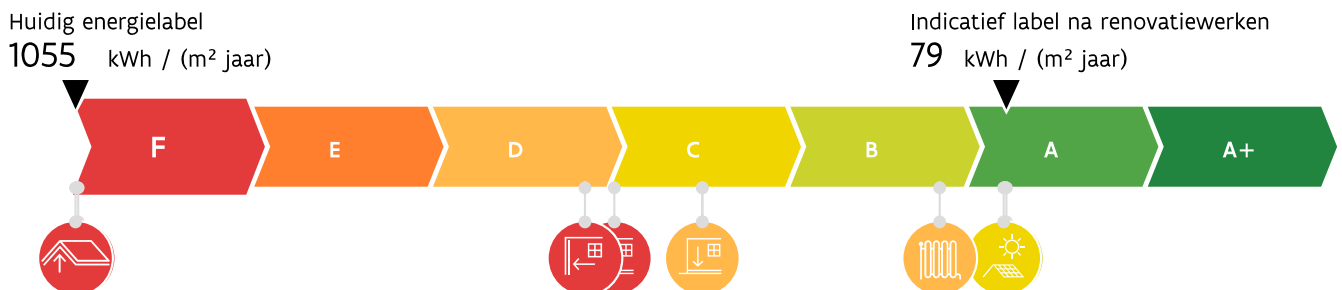 Huidig energielabel
1055 kWh / (m² jaar)
Indicatief label na renovatiewerken
79 kWh / (m² jaar)
F E D C B A A+